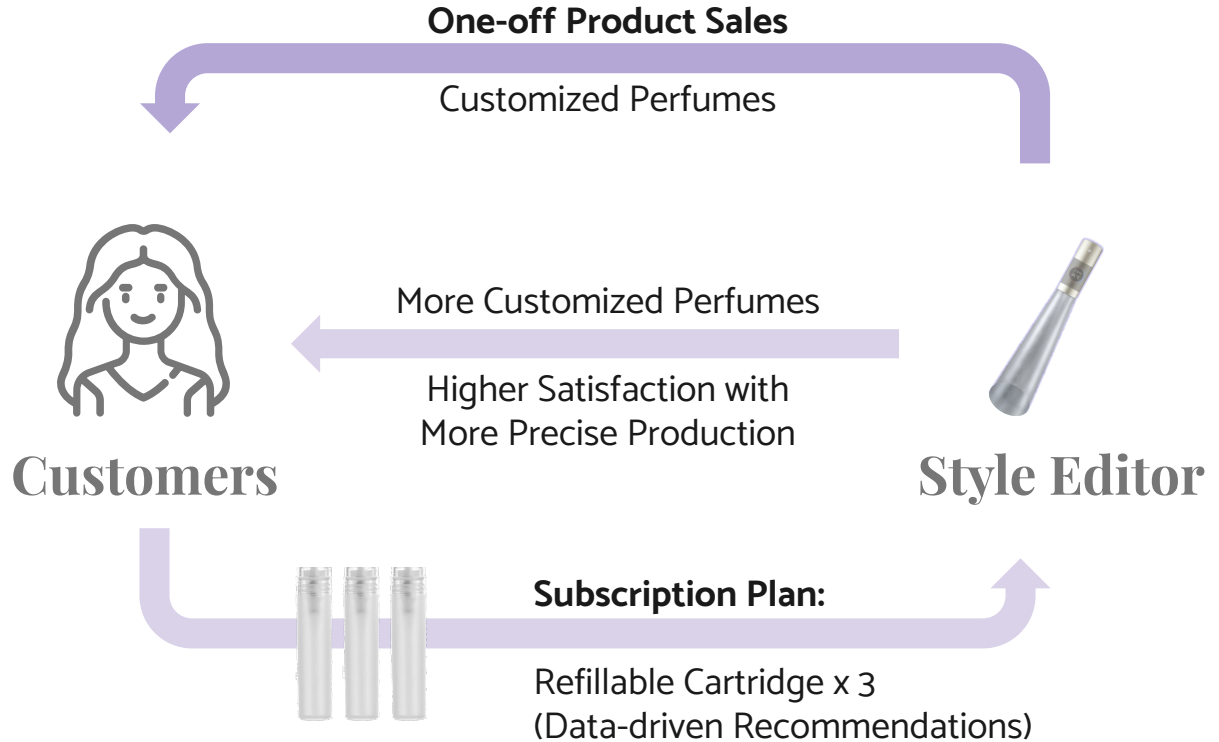 One-off Product Sales
Customized Perfumes
More Customized Perfumes
Higher Satisfaction with
More Precise Production
Customers
Style Editor
Subscription Plan:
Refillable Cartridge x 3
(Data-driven Recommendations)